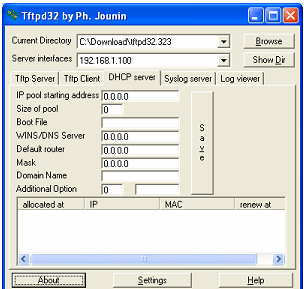 Tftpd32 by Ph. Jounin
Current Directory C:\Download\tftpd32.323 Browse
Server interfaces 192.168.1.100 Show Dir
Tftp Server Tftp Client DHCP server Syslog server Log viewer
IP pool starting address 0.0.0.0
Size of pool 0
Boot File
WINS/DNS Server 0.0.0.0
Default router 0.0.0.0
Mask 0.0.0.0
Domain Name
Additional Option 0
Save
allocated at IP MAC renew at
About Settings Help